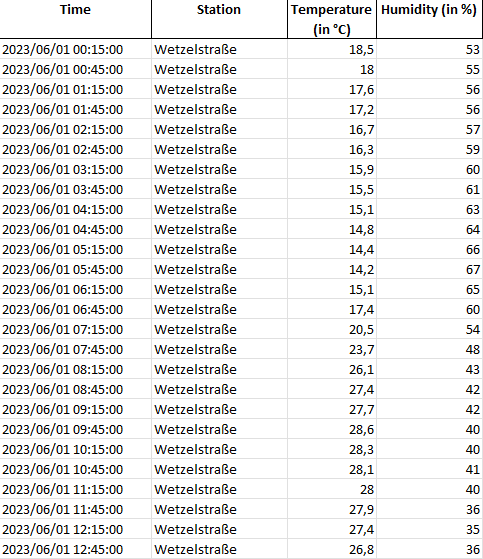 Time Station Temperature (in °C) Humidity (in %)
2023/06/01 00:15:00 Wetzelstraße 18,5 53
2023/06/01 00:45:00 Wetzelstraße 18 55
2023/06/01 01:15:00 Wetzelstraße 17,6 56
2023/06/01 01:45:00 Wetzelstraße 17,2 56
2023/06/01 02:15:00 Wetzelstraße 16,7 57
2023/06/01 02:45:00 Wetzelstraße 16,3 59
2023/06/01 03:15:00 Wetzelstraße 15,9 60
2023/06/01 03:45:00 Wetzelstraße 15,5 61
2023/06/01 04:15:00 Wetzelstraße 15,1 63
2023/06/01 04:45:00 Wetzelstraße 14,8 64
2023/06/01 05:15:00 Wetzelstraße 14,4 66
2023/06/01 05:45:00 Wetzelstraße 14,2 67
2023/06/01 06:15:00 Wetzelstraße 15,1 65
2023/06/01 06:45:00 Wetzelstraße 17,4 60
2023/06/01 07:15:00 Wetzelstraße 20,5 54
2023/06/01 07:45:00 Wetzelstraße 23,7 48
2023/06/01 08:15:00 Wetzelstraße 26,1 43
2023/06/01 08:45:00 Wetzelstraße 27,4 42
2023/06/01 09:15:00 Wetzelstraße 27,7 42
2023/06/01 09:45:00 Wetzelstraße 28,6 40
2023/06/01 10:15:00 Wetzelstraße 28,3 40
2023/06/01 10:45:00 Wetzelstraße 28,1 41
2023/06/01 11:15:00 Wetzelstraße 28 40
2023/06/01 11:45:00 Wetzelstraße 27,9 36
2023/06/01 12:15:00 Wetzelstraße 27,4 35
2023/06/01 12:45:00 Wetzelstraße 26,8 36